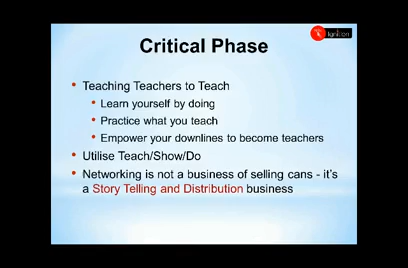 Ignition
Critical Phase
Teaching Teachers to Teach
Learn yourself by doing
Practice what you teach
Empower your downlines to become teachers
Utilise Teach/Show/Do
Networking is not a business of selling cans - it's
a Story Telling and Distribution business